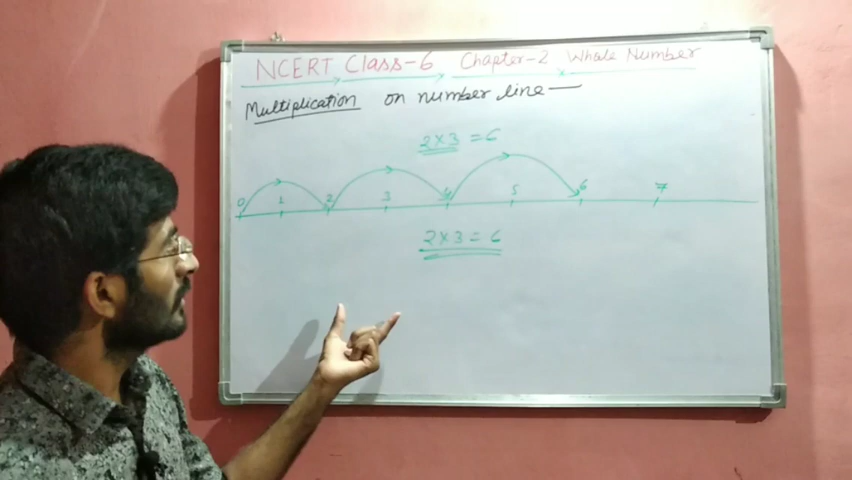 NCERT Class-6 Chapter-2 Whole Number
Multiplication on number line —
2×3 = 6
0 1 2 3 4 5 6 7
2×3 = 6